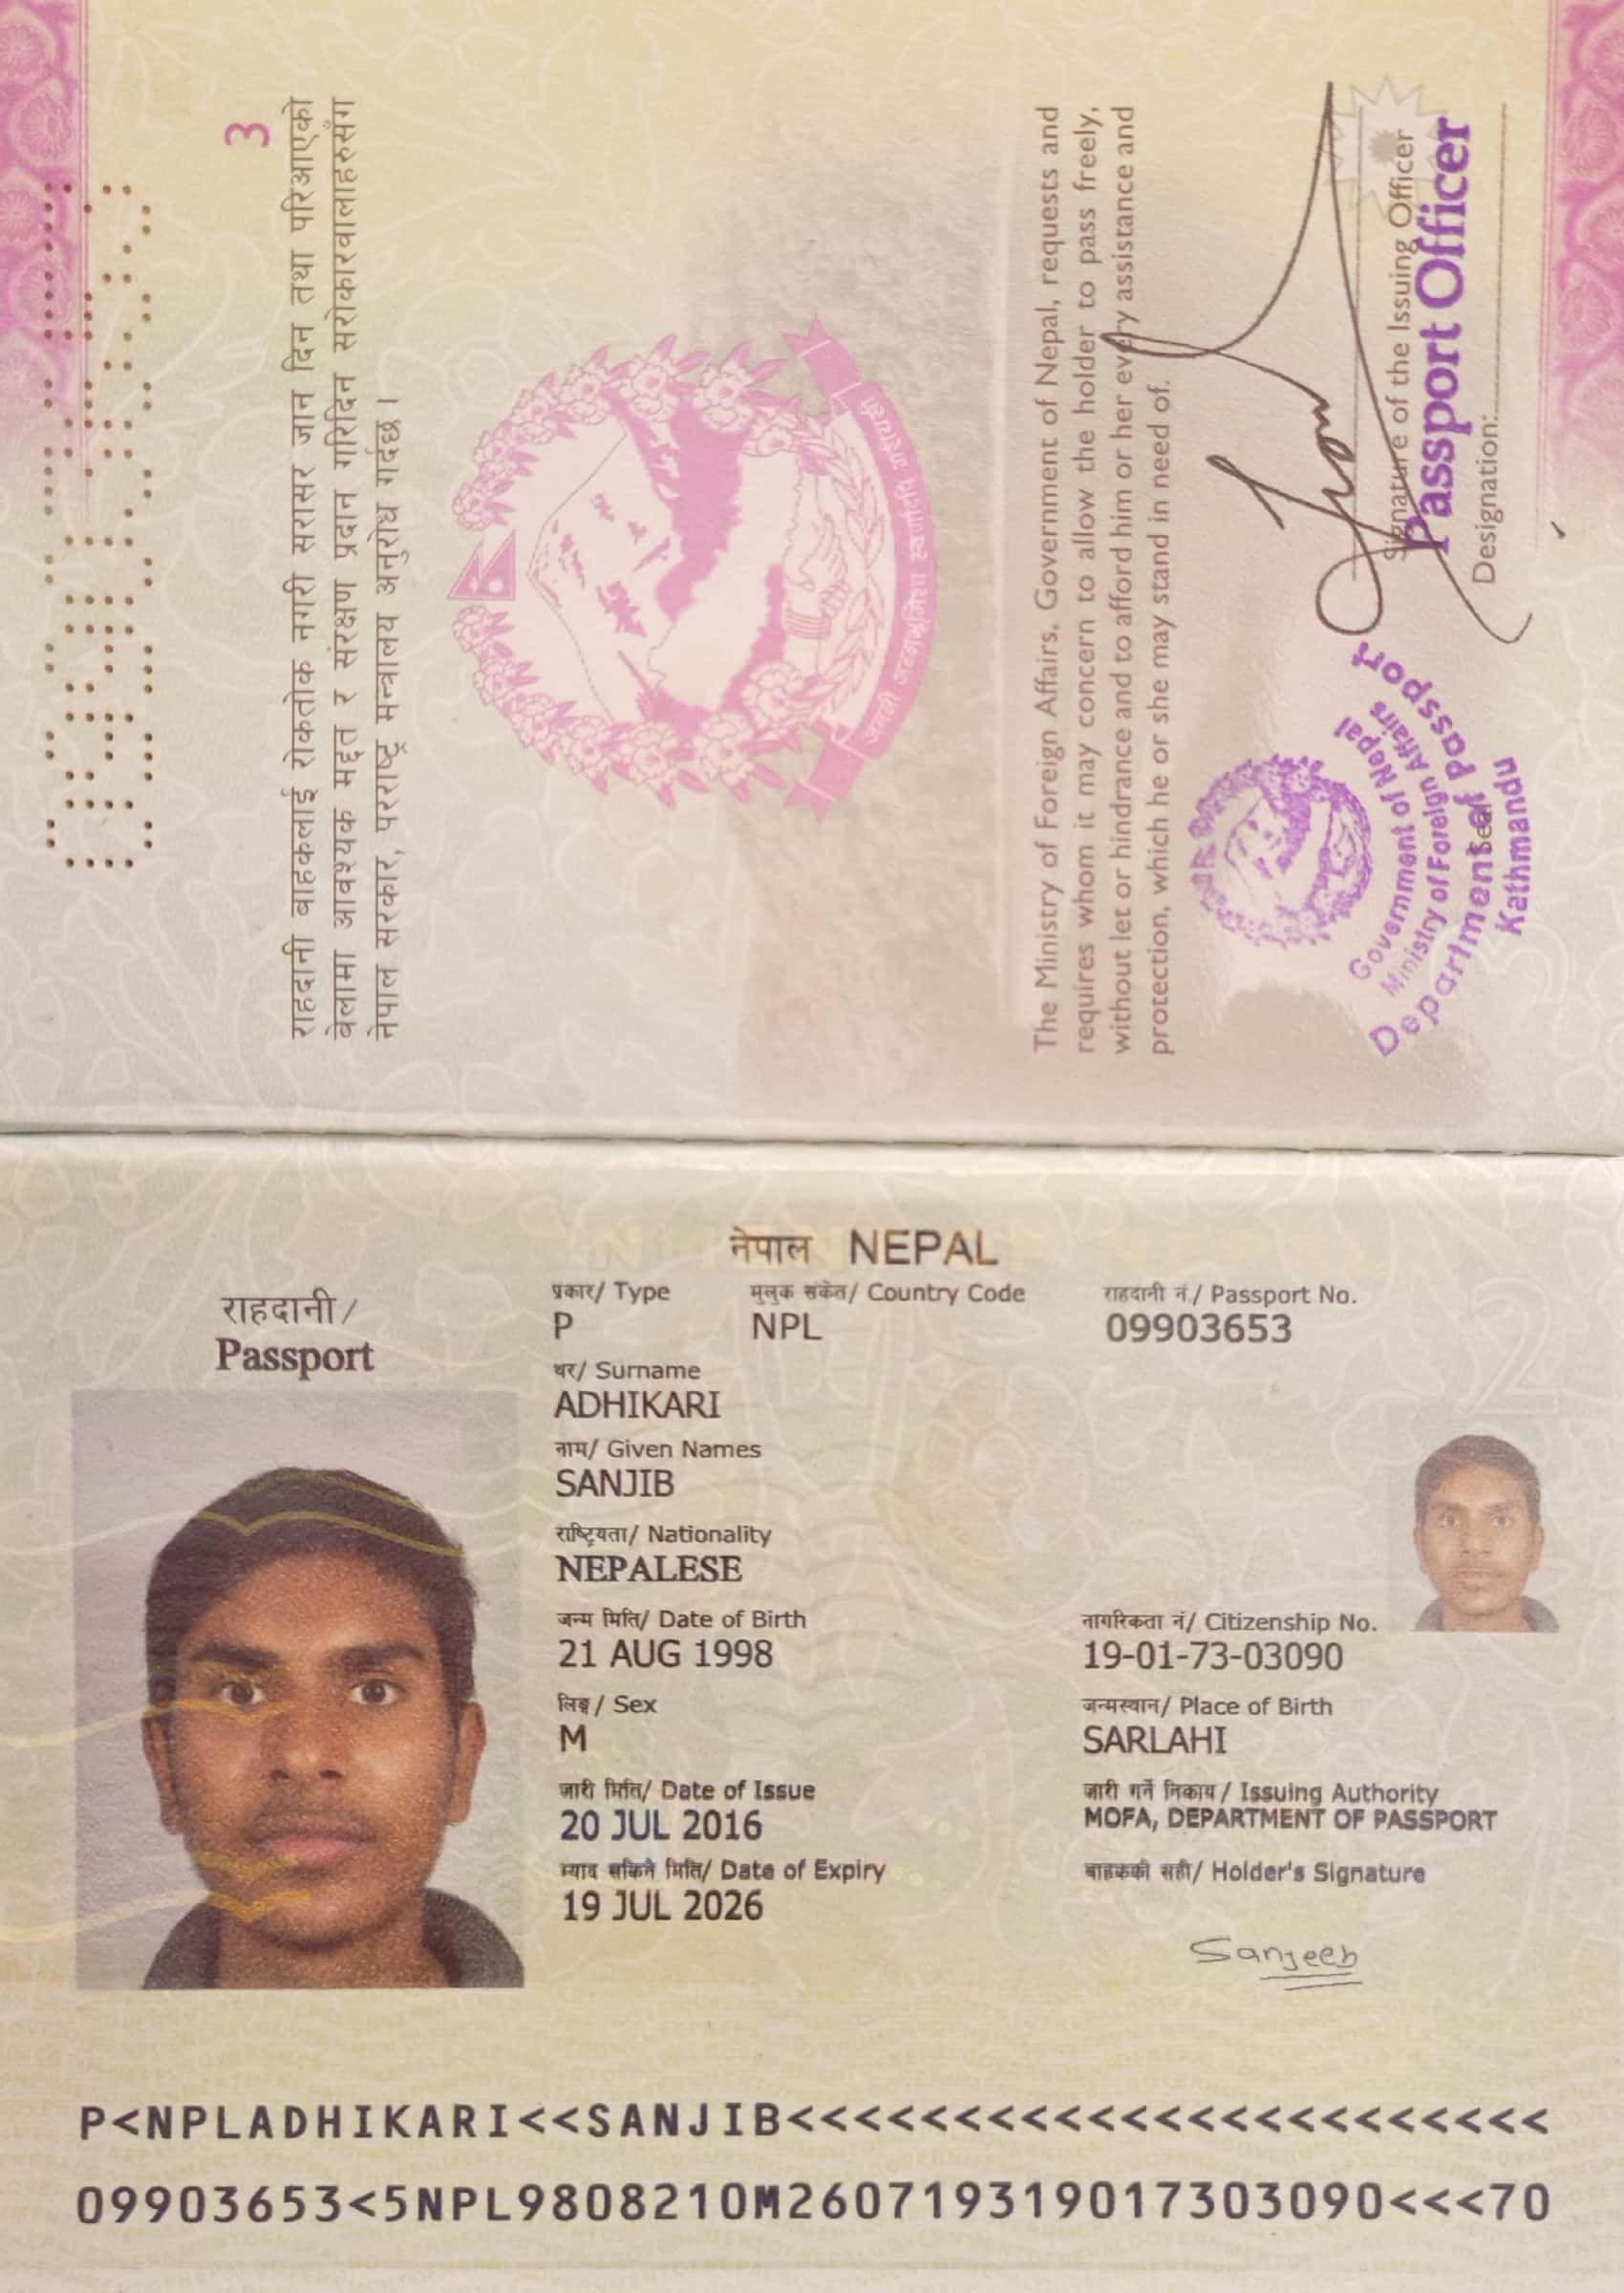 3
राहदानी बाहकलाई रोकतोक नगरी सरासर जान दिन तथा परिआएको
बेलामा आवश्यक मद्दत र संरक्षण प्रदान गरिदिन सरोकारवालाहरुसँग
नेपाल सरकार, परराष्ट्र मन्त्रालय अनुरोध गर्दछ ।
The Ministry of Foreign Affairs, Government of Nepal, requests and
requires whom it may concern to allow the holder to pass freely,
without let or hindrance and to afford him or her every assistance and
protection, which he or she may stand in need of.
Signature of the Issuing Officer
Passport Officer
Designation:
Government of Nepal
Ministry of Foreign Affairs
Department of Passport
Seal
Kathmandu
नेपाल NEPAL
राहदानी /
Passport
प्रकार/ Type
मुलुक संकेत/ Country Code
राहदानी नं./ Passport No.
P
NPL
09903653
थर/ Surname
ADHIKARI
नाम/ Given Names
SANJIB
राष्ट्रियता/ Nationality
NEPALESE
जन्म मिति/ Date of Birth
नागरिकता नं/ Citizenship No.
21 AUG 1998
19-01-73-03090
लिङ्ग / Sex
जन्मस्थान/ Place of Birth
M
SARLAHI
जारी मिति/ Date of Issue
जारी गर्ने निकाय / Issuing Authority
20 JUL 2016
MOFA, DEPARTMENT OF PASSPORT
म्याद सकिने मिति/ Date of Expiry
बाहकको सही/ Holder's Signature
19 JUL 2026
Sanjeeb
P<NPLADHIKARI<<SANJIB<<<<<<<<<<<<<<<<<<<<<<<
09903653<5NPL9808210M260719319017303090<<<70